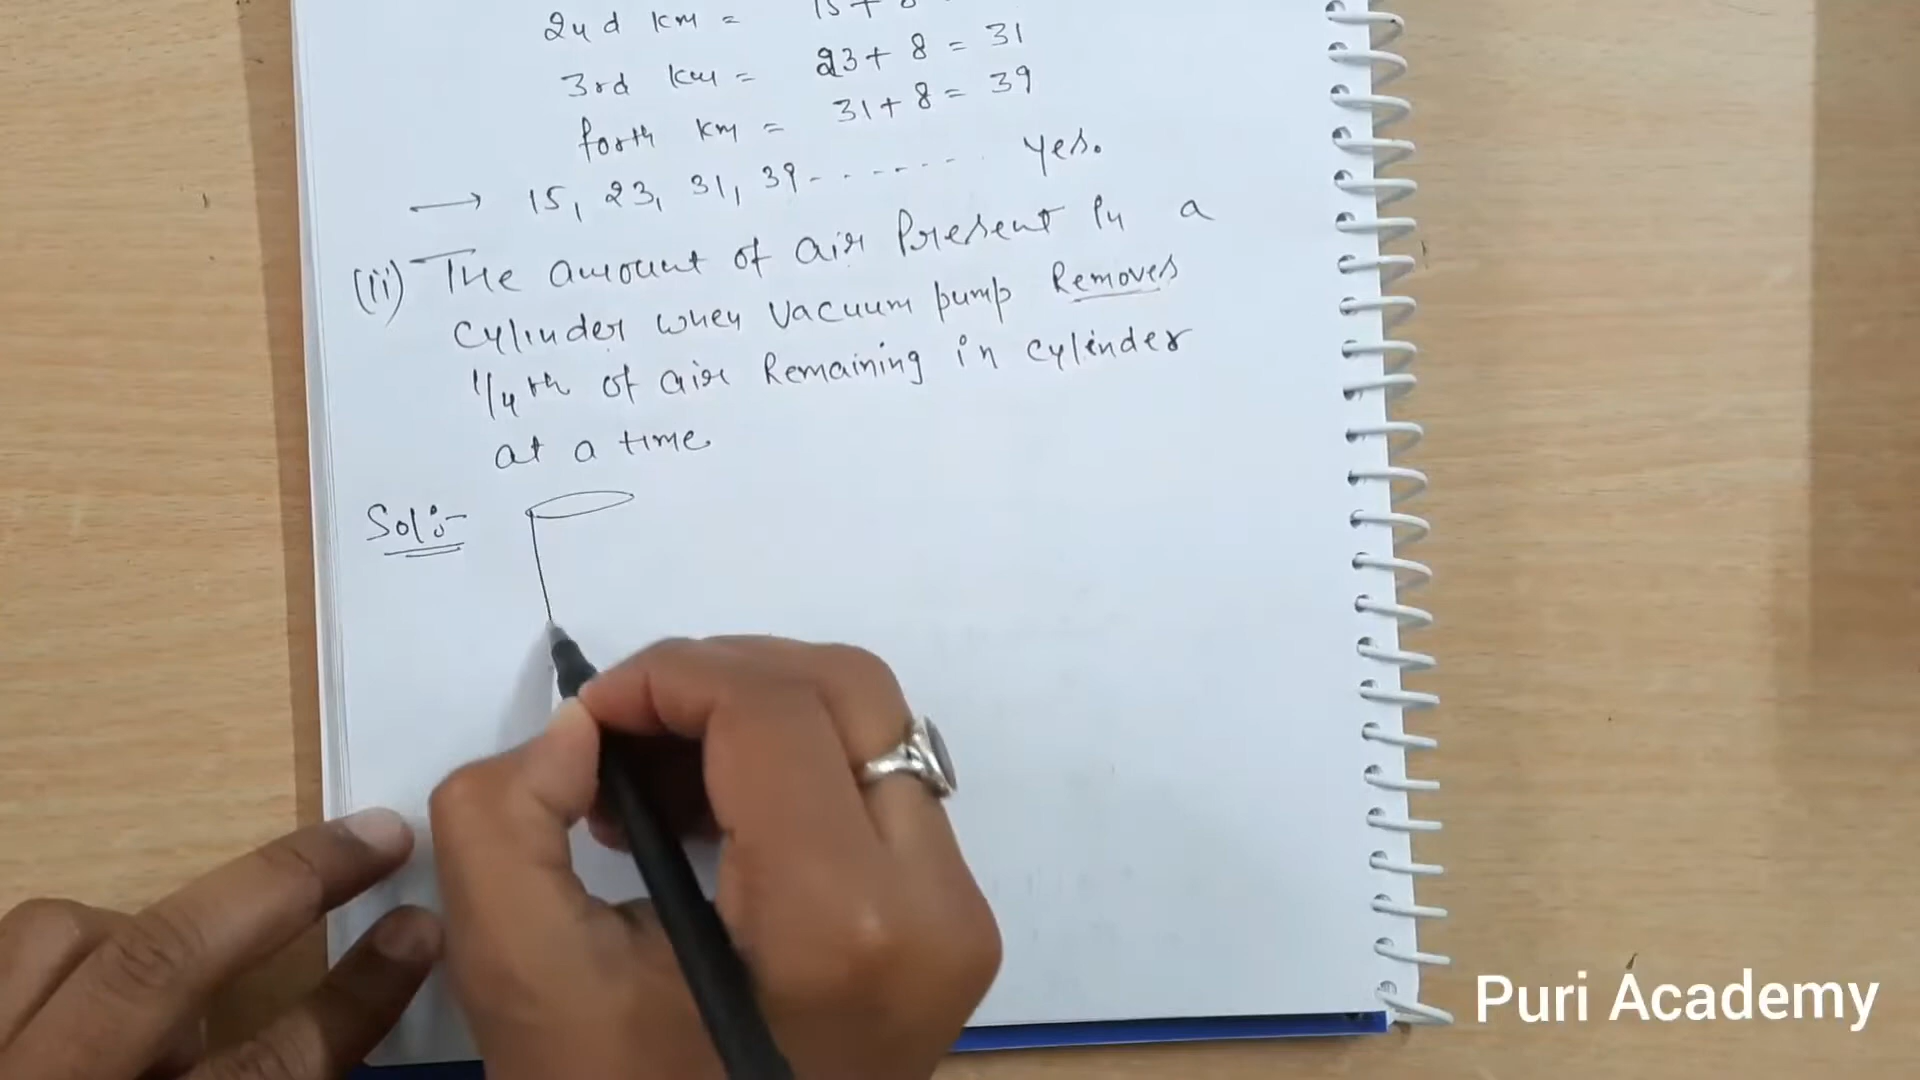 2nd km = 15 + 8
3rd km = 23 + 8 = 31
forth km = 31 + 8 = 39
→ 15, 23, 31, 39 ------- yes.
(ii) The amount of air Present in a
cylinder when vacuum pump Removes
1/4th of air Remaining in cylinder
at a time
Sol:-
Puri Academy